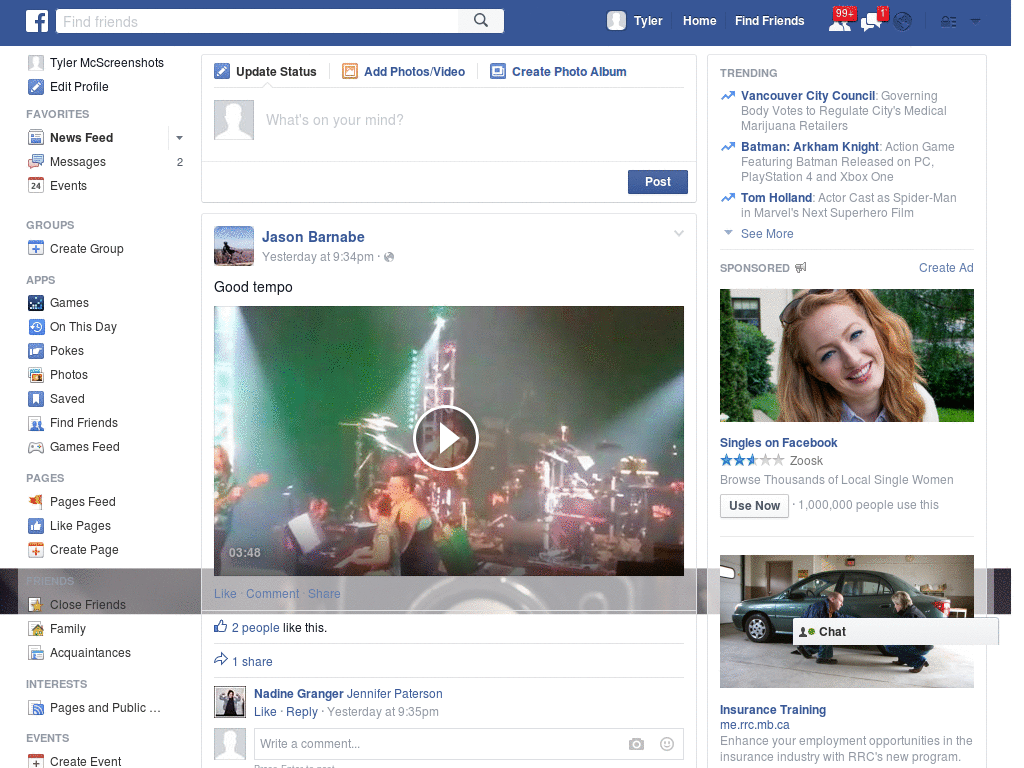 Find friends
Tyler
Home
Find Friends
99+
1
Tyler McScreenshots
Edit Profile
FAVORITES
News Feed
Messages
2
24
Events
GROUPS
Create Group
APPS
Games
On This Day
Pokes
Photos
Saved
Find Friends
Games Feed
PAGES
Pages Feed
Like Pages
Create Page
FRIENDS
Close Friends
Family
Acquaintances
INTERESTS
Pages and Public ...
EVENTS
Create Event
Update Status
Add Photos/Video
Create Photo Album
What's on your mind?
Post
Jason Barnabe
Yesterday at 9:34pm ·
Good tempo
03:48
Like · Comment · Share
2 people like this.
1 share
Nadine Granger Jennifer Paterson
Like · Reply · Yesterday at 9:35pm
Write a comment...
Press Enter to post.
TRENDING
Vancouver City Council: Governing
Body Votes to Regulate City's Medical
Marijuana Retailers
Batman: Arkham Knight: Action Game
Featuring Batman Released on PC,
PlayStation 4 and Xbox One
Tom Holland: Actor Cast as Spider-Man
in Marvel's Next Superhero Film
See More
SPONSORED
Create Ad
Singles on Facebook
Zoosk
Browse Thousands of Local Single Women
Use Now · 1,000,000 people use this
Chat
Insurance Training
me.rrc.mb.ca
Enhance your employment opportunities in the
insurance industry with RRC's new program.